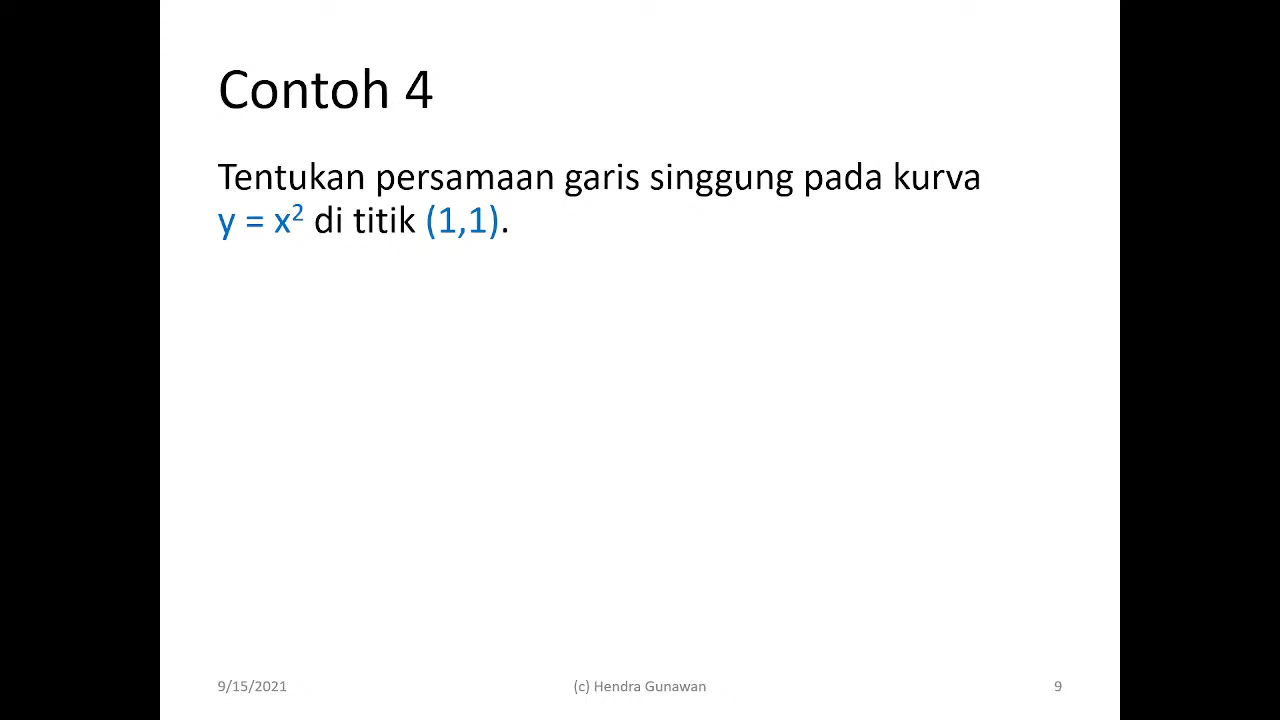 Contoh 4
Tentukan persamaan garis singgung pada kurva
y = x² di titik (1,1).
9/15/2021
(c) Hendra Gunawan
9